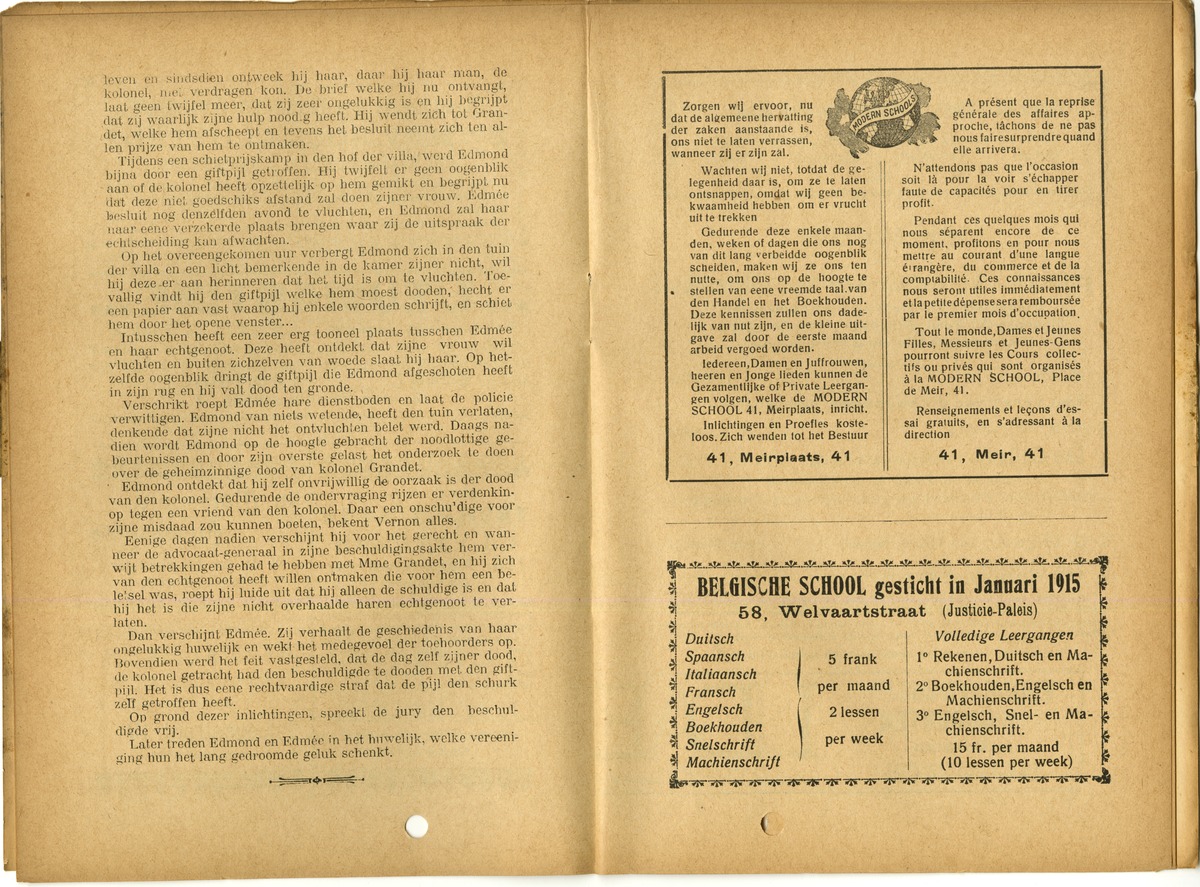 leven en sindsdien ontweek hij haar, daar hij haar man, de
kolonel, niet verdragen kon. De brief welke hij nu ontvangt,
laat geen twijfel meer, dat zij zeer ongelukkig is en hij begrijpt
dat zij waarlijk zijne hulp noodig heeft. Hij wendt zich tot Gran-
det, welke hem afscheept en tevens het besluit neemt zich ten al-
len prijze van hem te ontmaken.
Tijdens een schietprijskamp in den hof der villa, werd Edmond
bijna door een giftpijl getroffen. Hij twijfelt er geen oogenblik
aan of de kolonel heeft opzettelijk op hem gemikt en begrijpt nu
dat deze niet goedschiks afstand zal doen zijner vrouw. Edmée
besluit nog denzelfden avond te vluchten, en Edmond zal haar
naar eene verzekerde plaats brengen waar zij de uitspraak der
echtscheiding kan afwachten.
Op het overeengekomen uur verbergt Edmond zich in den tuin
der villa en een licht bemerkende in de kamer zijner nicht, wil
hij deze er aan herinneren dat het tijd is om te vluchten. Toe-
vallig vindt hij den giftpijl welke hem moest dooden, hecht er
een papier aan vast waarop hij enkele woorden schrijft, en schiet
hem door het opene venster...
Intusschen heeft een zeer erg tooneel plaats tusschen Edmée
en haar echtgenoot. Deze heeft ontdekt dat zijne vrouw wil
vluchten en buiten zichzelven van woede slaat hij haar. Op het-
zelfde oogenblik dringt de giftpijl die Edmond afgeschoten heeft
in zijn rug en hij valt dood ten gronde.
Verschrikt roept Edmée hare dienstboden en laat de policie
verwittigen. Edmond van niets wetende, heeft den tuin verlaten,
denkende dat zijne nicht het ontvluchten belet werd. Daags na-
dien wordt Edmond op de hoogte gebracht der noodlottige ge-
beurtenissen en door zijn overste gelast het onderzoek te doen
over de geheimzinnige dood van kolonel Grandet.
Edmond ontdekt dat hij zelf onvrijwillig de oorzaak is der dood
van den kolonel. Gedurende de ondervraging rijzen er verdenkin-
op tegen een vriend van den kolonel. Daar een onschu'dige voor
zijne misdaad zou kunnen boeten, bekent Vernon alles.
Eenige dagen nadien verschijnt hij voor het gerecht en wan-
neer de advocaat-generaal in zijne beschuldigingsakte hem ver-
wijt betrekkingen gehad te hebben met Mme Grandet, en hij zich
van den echtgenoot heeft willen ontmaken die voor hem een be-
letsel was, roept hij luide uit dat hij alleen de schuldige is en dat
hij het is die zijne nicht overhaalde haren echtgenoot te ver-
laten.
Dan verschijnt Edmée. Zij verhaalt de geschiedenis van haar
ongelukkig huwelijk en wekt het medegevoel der toehoorders op.
Bovendien werd het feit vastgesteld, dat de dag zelf zijner dood,
de kolonel getracht had den beschuldigde te dooden met den gift-
pijl. Het is dus eene rechtvaardige straf dat de pijl den schurk
zelf getroffen heeft.
Op grond dezer inlichtingen, spreekt de jury den beschul-
digde vrij.
Later treden Edmond en Edmée in het huwelijk, welke vereeni-
ging hun het lang gedroomde geluk schenkt.
MODERN SCHOOLS
Zorgen wij ervoor, nu
dat de algemeene hervatting
der zaken aanstaande is,
ons niet te laten verrassen,
wanneer zij er zijn zal.
Wachten wij niet, totdat de ge-
legenheid daar is, om ze te laten
ontsnappen, omdat wij geen be-
kwaamheid hebben om er vrucht
uit te trekken
Gedurende deze enkele maan-
den, weken of dagen die ons nog
van dit lang verbeidde oogenblik
scheiden, maken wij ze ons ten
nutte, om ons op de hoogte te
stellen van eene vreemde taal, van
den Handel en het Boekhouden.
Deze kennissen zullen ons dade-
lijk van nut zijn, en de kleine uit-
gave zal door de eerste maand
arbeid vergoed worden.
Iedereen, Damen en Juffrouwen,
heeren en Jonge lieden kunnen de
Gezamentlijke of Private Leergan-
gen volgen, welke de MODERN
SCHOOL 41, Meirplaats, inricht.
Inlichtingen en Proefles koste-
loos. Zich wenden tot het Bestuur
41, Meirplaats, 41
A présent que la reprise
générale des affaires ap-
proche, tâchons de ne pas
nous faire surprendre quand
elle arrivera.
N'attendons pas que l'occasion
soit là pour la voir s'échapper
faute de capacités pour en tirer
profit.
Pendant ces quelques mois qui
nous séparent encore de ce
moment, profitons en pour nous
mettre au courant d'une langue
étrangère, du commerce et de la
comptabilité. Ces connaissances
nous seront utiles immédiatement
et la petite dépense sera remboursée
par le premier mois d'occupation.
Tout le monde, Dames et Jeunes
Filles, Messieurs et Jeunes-Gens
pourront suivre les Cours collec-
tifs ou privés qui sont organisés
à la MODERN SCHOOL, Place
de Meir, 41.
Renseignements et leçons d'es-
sai gratuits, en s'adressant à la
direction
41, Meir, 41
BELGISCHE SCHOOL gesticht in Januari 1915
58, Welvaartstraat (Justicie-Paleis)
Duitsch
Spaansch
Italiaansch
Fransch
Engelsch
Boekhouden
Snelschrift
Machienschrift
5 frank
per maand
2 lessen
per week
Volledige Leergangen
1º Rekenen, Duitsch en Ma-
chienschrift.
2º Boekhouden, Engelsch en
Machienschrift.
3º Engelsch, Snel- en Ma-
chienschrift.
15 fr. per maand
(10 lessen per week)